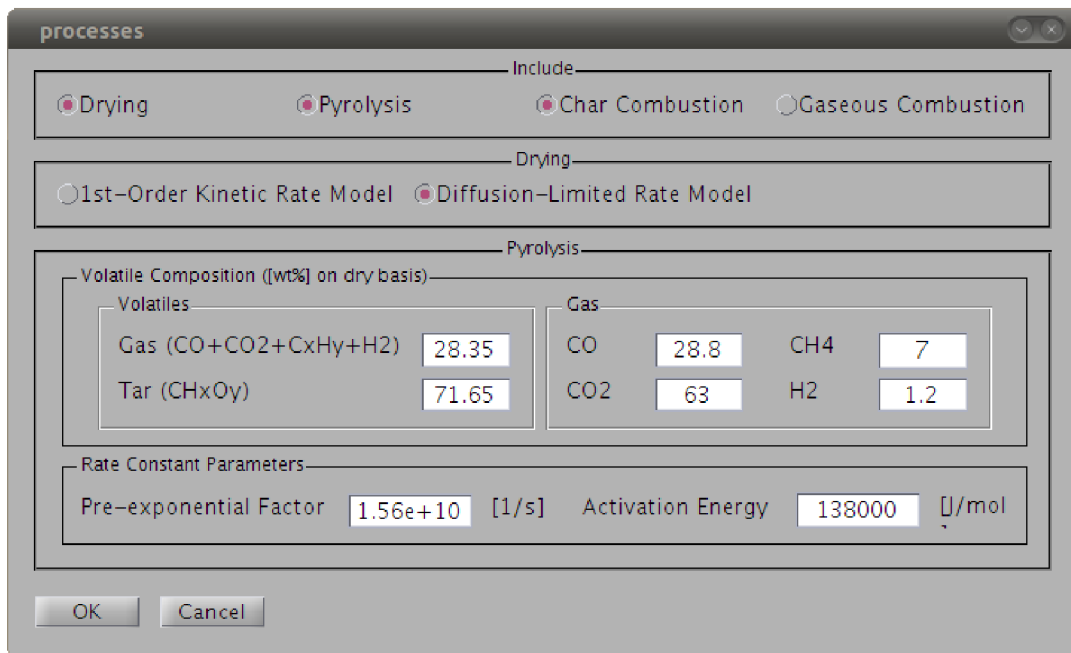 processes
Include
Drying Pyrolysis Char Combustion Gaseous Combustion
Drying
1st-Order Kinetic Rate Model Diffusion-Limited Rate Model
Pyrolysis
Volatile Composition ([wt%] on dry basis)
Volatiles Gas
Gas (CO+CO2+CxHy+H2) 28.35 CO 28.8 CH4 7
Tar (CHxOy) 71.65 CO2 63 H2 1.2
Rate Constant Parameters
Pre-exponential Factor 1.56e+10 [1/s] Activation Energy 138000 [J/mol
OK Cancel